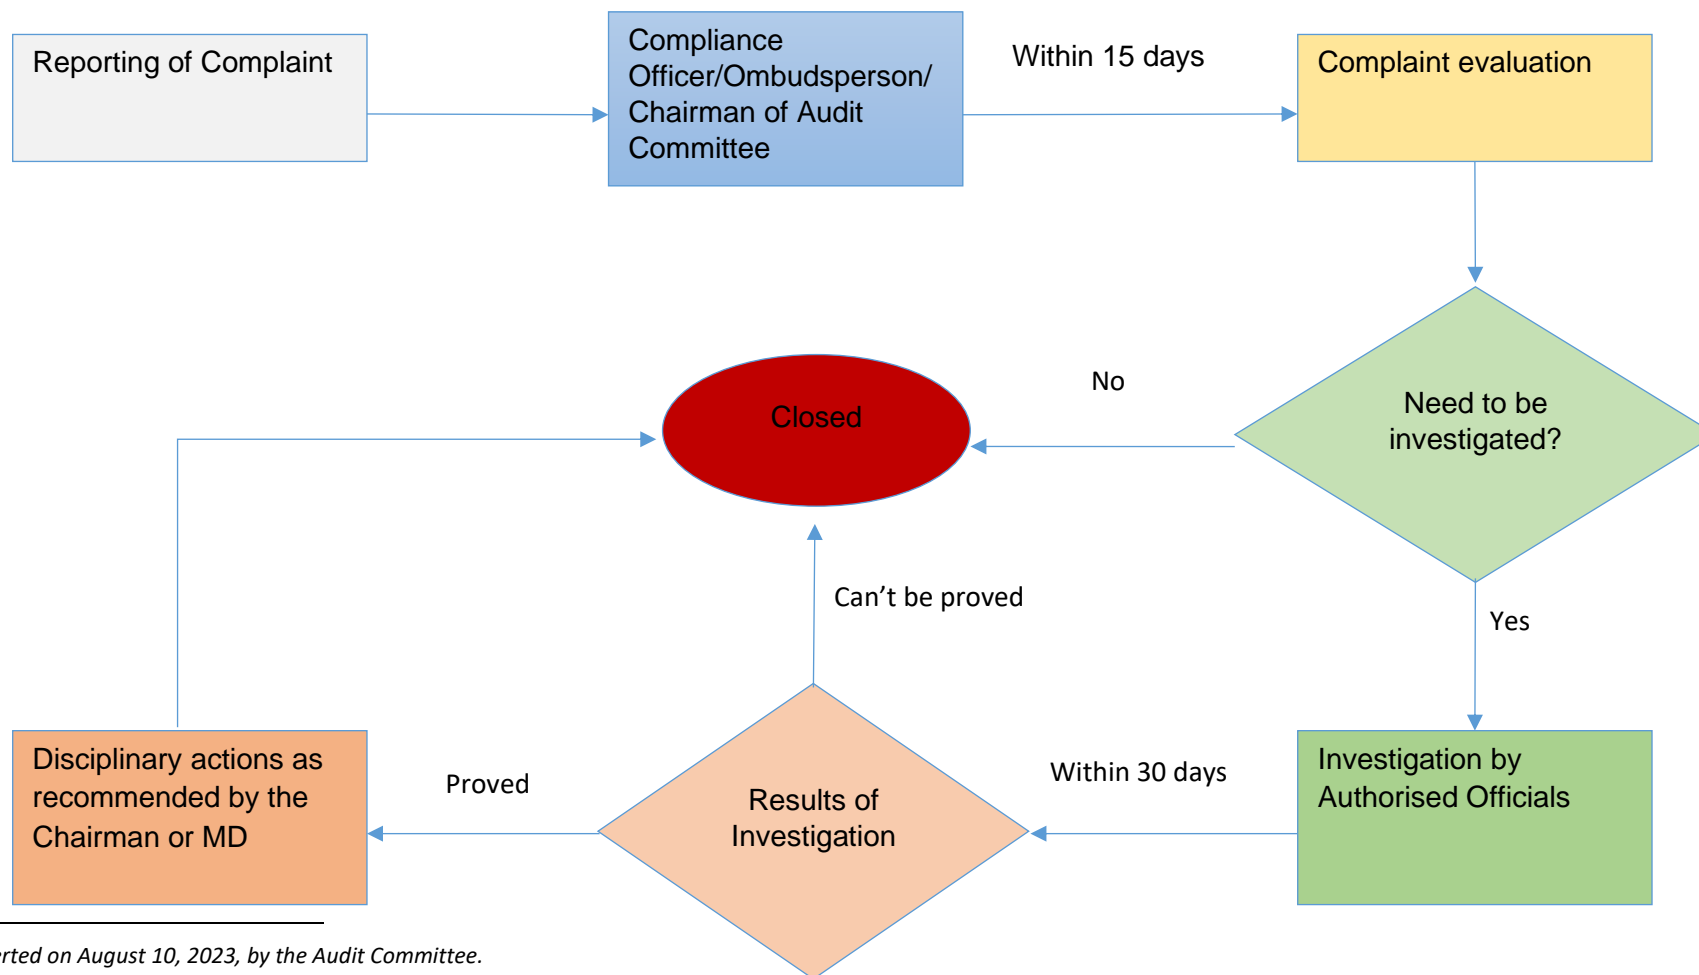 Reporting of Complaint
Compliance
Officer/Ombudsperson/
Chairman of Audit
Committee
Within 15 days
Complaint evaluation
Need to be
investigated?
No
Closed
Yes
Can’t be proved
Investigation by
Authorised Officials
Within 30 days
Results of
Investigation
Proved
Disciplinary actions as
recommended by the
Chairman or MD
on August 10, 2023, by the Audit Committee.